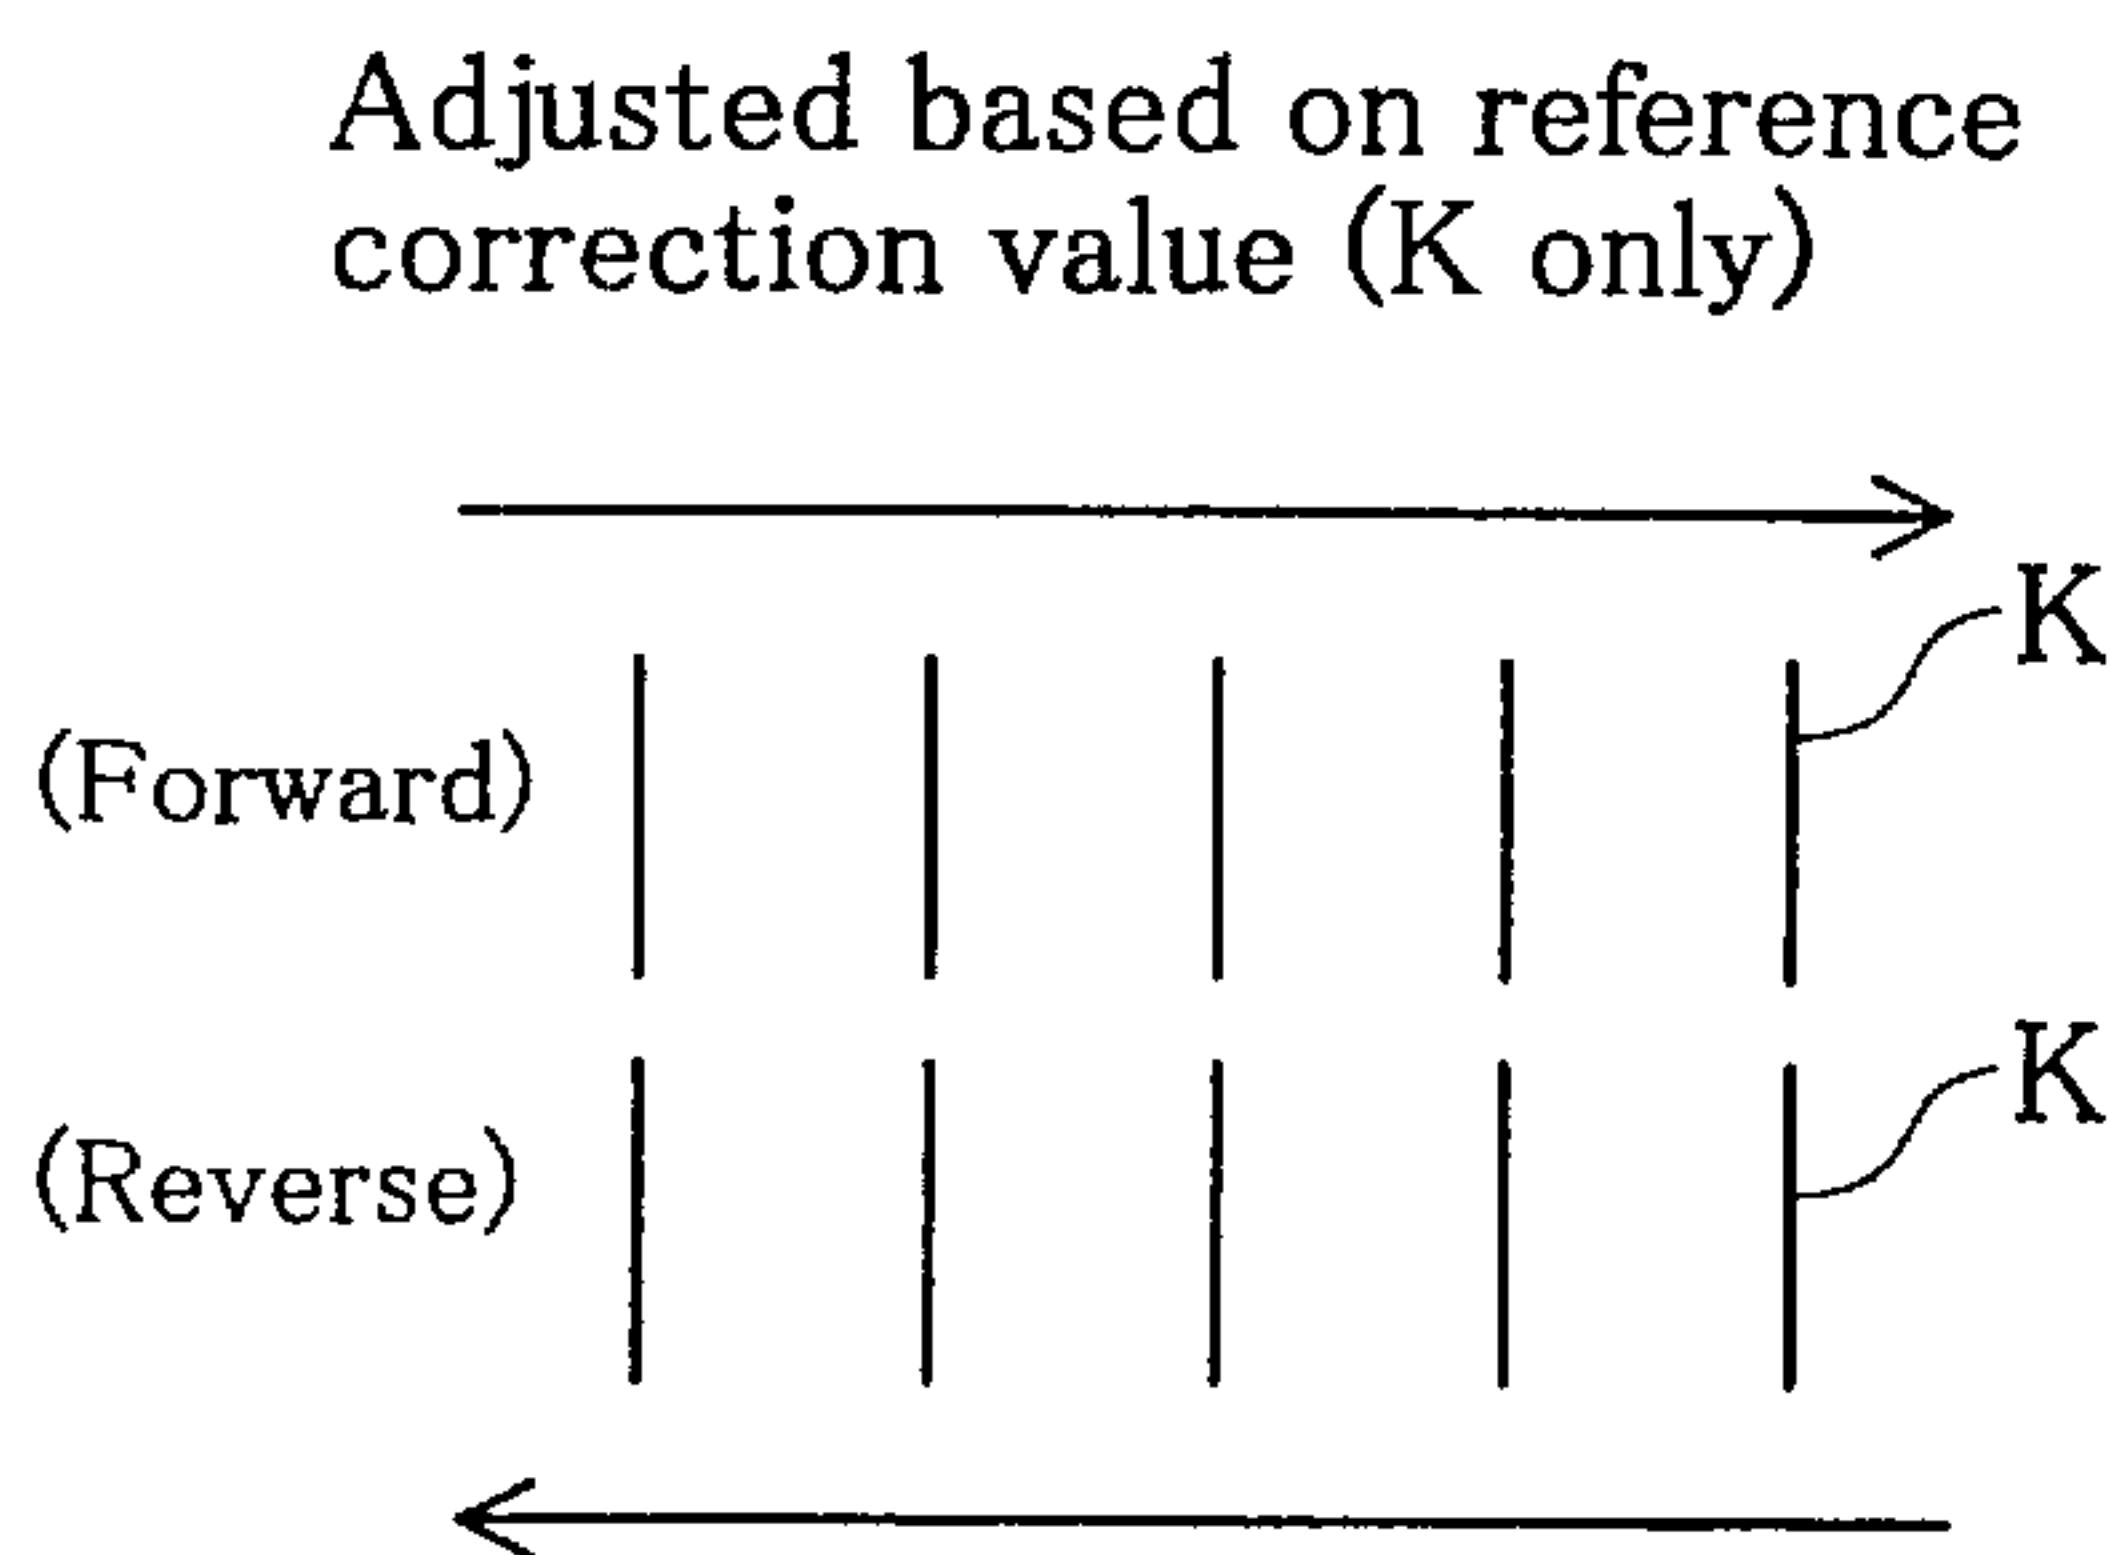 Adjusted based on reference
correction value (K only)
K
(Forward)
K
(Reverse)